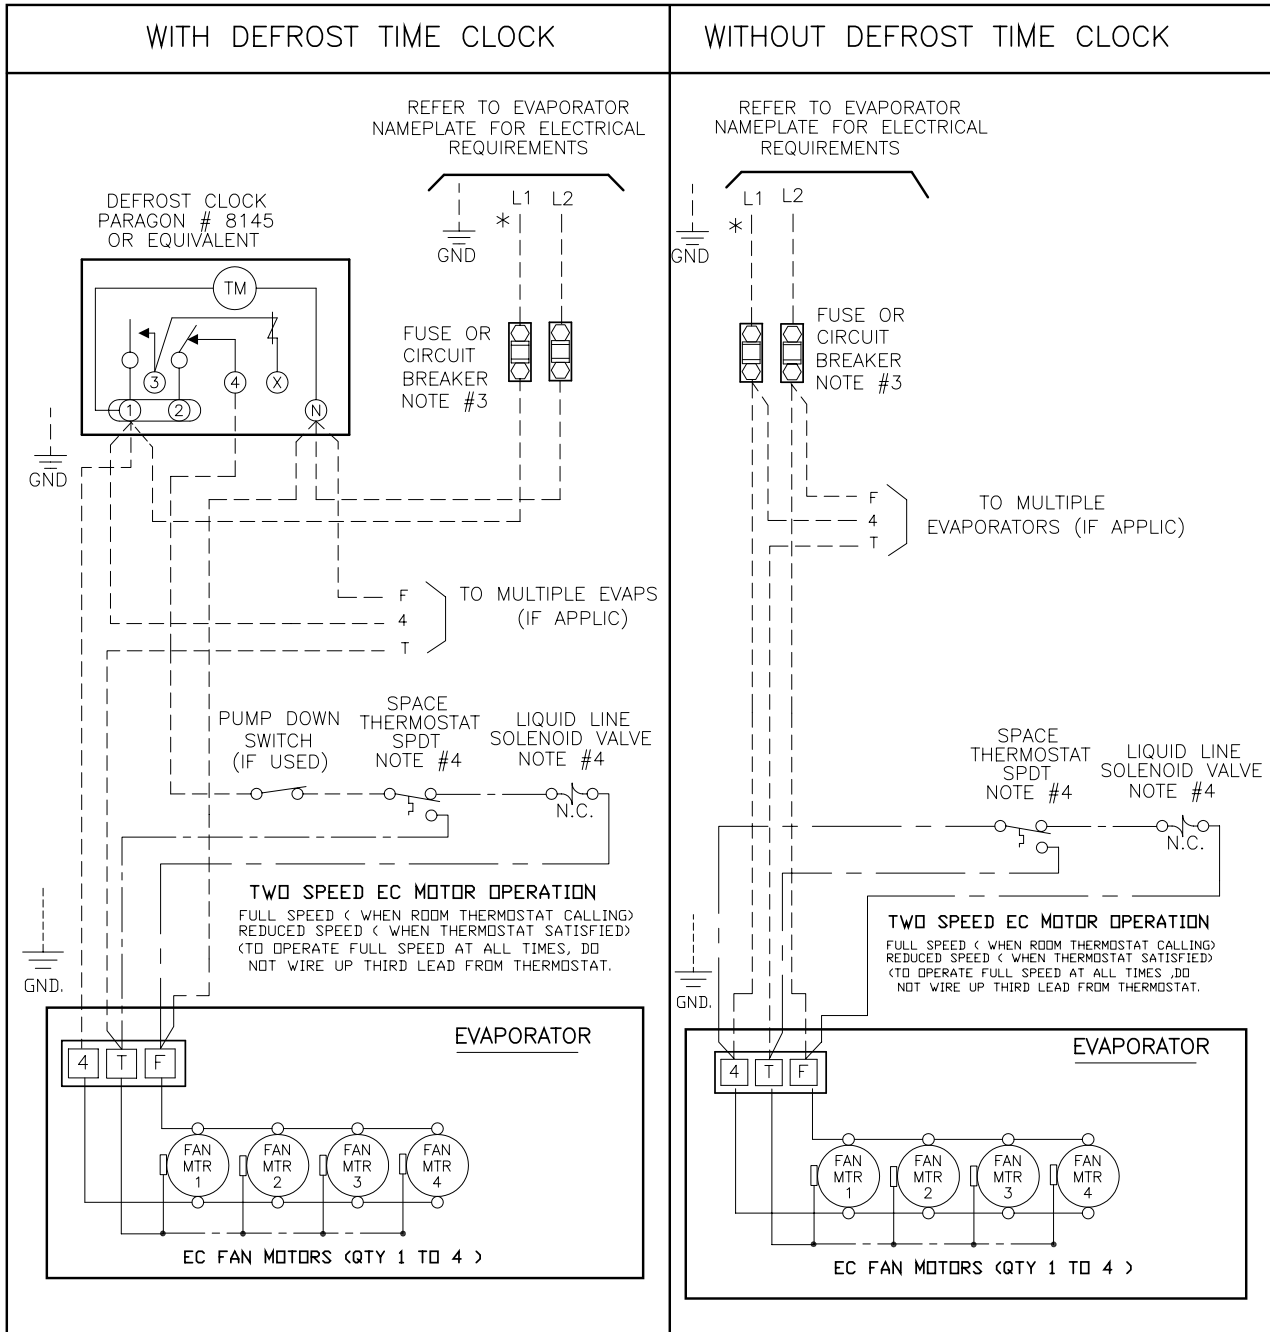 WITH DEFROST TIME CLOCK
REFER TO EVAPORATOR
NAMEPLATE FOR ELECTRICAL
REQUIREMENTS
DEFROST CLOCK
PARAGON # 8145
OR EQUIVALENT
L1
L2
*
GND
TM
3
4
X
1
2
N
FUSE OR
CIRCUIT
BREAKER
NOTE #3
GND
F
4
T
TO MULTIPLE EVAPS
(IF APPLIC)
PUMP DOWN
SWITCH
(IF USED)
SPACE
THERMOSTAT
SPDT
NOTE #4
LIQUID LINE
SOLENOID VALVE
NOTE #4
N.C.
TWO SPEED EC MOTOR OPERATION
FULL SPEED ( WHEN ROOM THERMOSTAT CALLING)
REDUCED SPEED ( WHEN THERMOSTAT SATISFIED)
(TO OPERATE FULL SPEED AT ALL TIMES, DO
NOT WIRE UP THIRD LEAD FROM THERMOSTAT.
GND.
EVAPORATOR
4
T
F
FAN
MTR
1
FAN
MTR
2
FAN
MTR
3
FAN
MTR
4
EC FAN MOTORS (QTY 1 TO 4 )
WITHOUT DEFROST TIME CLOCK
REFER TO EVAPORATOR
NAMEPLATE FOR ELECTRICAL
REQUIREMENTS
L1
L2
*
GND
FUSE OR
CIRCUIT
BREAKER
NOTE #3
F
4
T
TO MULTIPLE
EVAPORATORS (IF APPLIC)
SPACE
THERMOSTAT
SPDT
NOTE #4
LIQUID LINE
SOLENOID VALVE
NOTE #4
N.C.
TWO SPEED EC MOTOR OPERATION
FULL SPEED ( WHEN ROOM THERMOSTAT CALLING)
REDUCED SPEED ( WHEN THERMOSTAT SATISFIED)
(TO OPERATE FULL SPEED AT ALL TIMES ,DO
NOT WIRE UP THIRD LEAD FROM THERMOSTAT.
GND.
EVAPORATOR
4
T
F
FAN
MTR
1
FAN
MTR
2
FAN
MTR
3
FAN
MTR
4
EC FAN MOTORS (QTY 1 TO 4 )